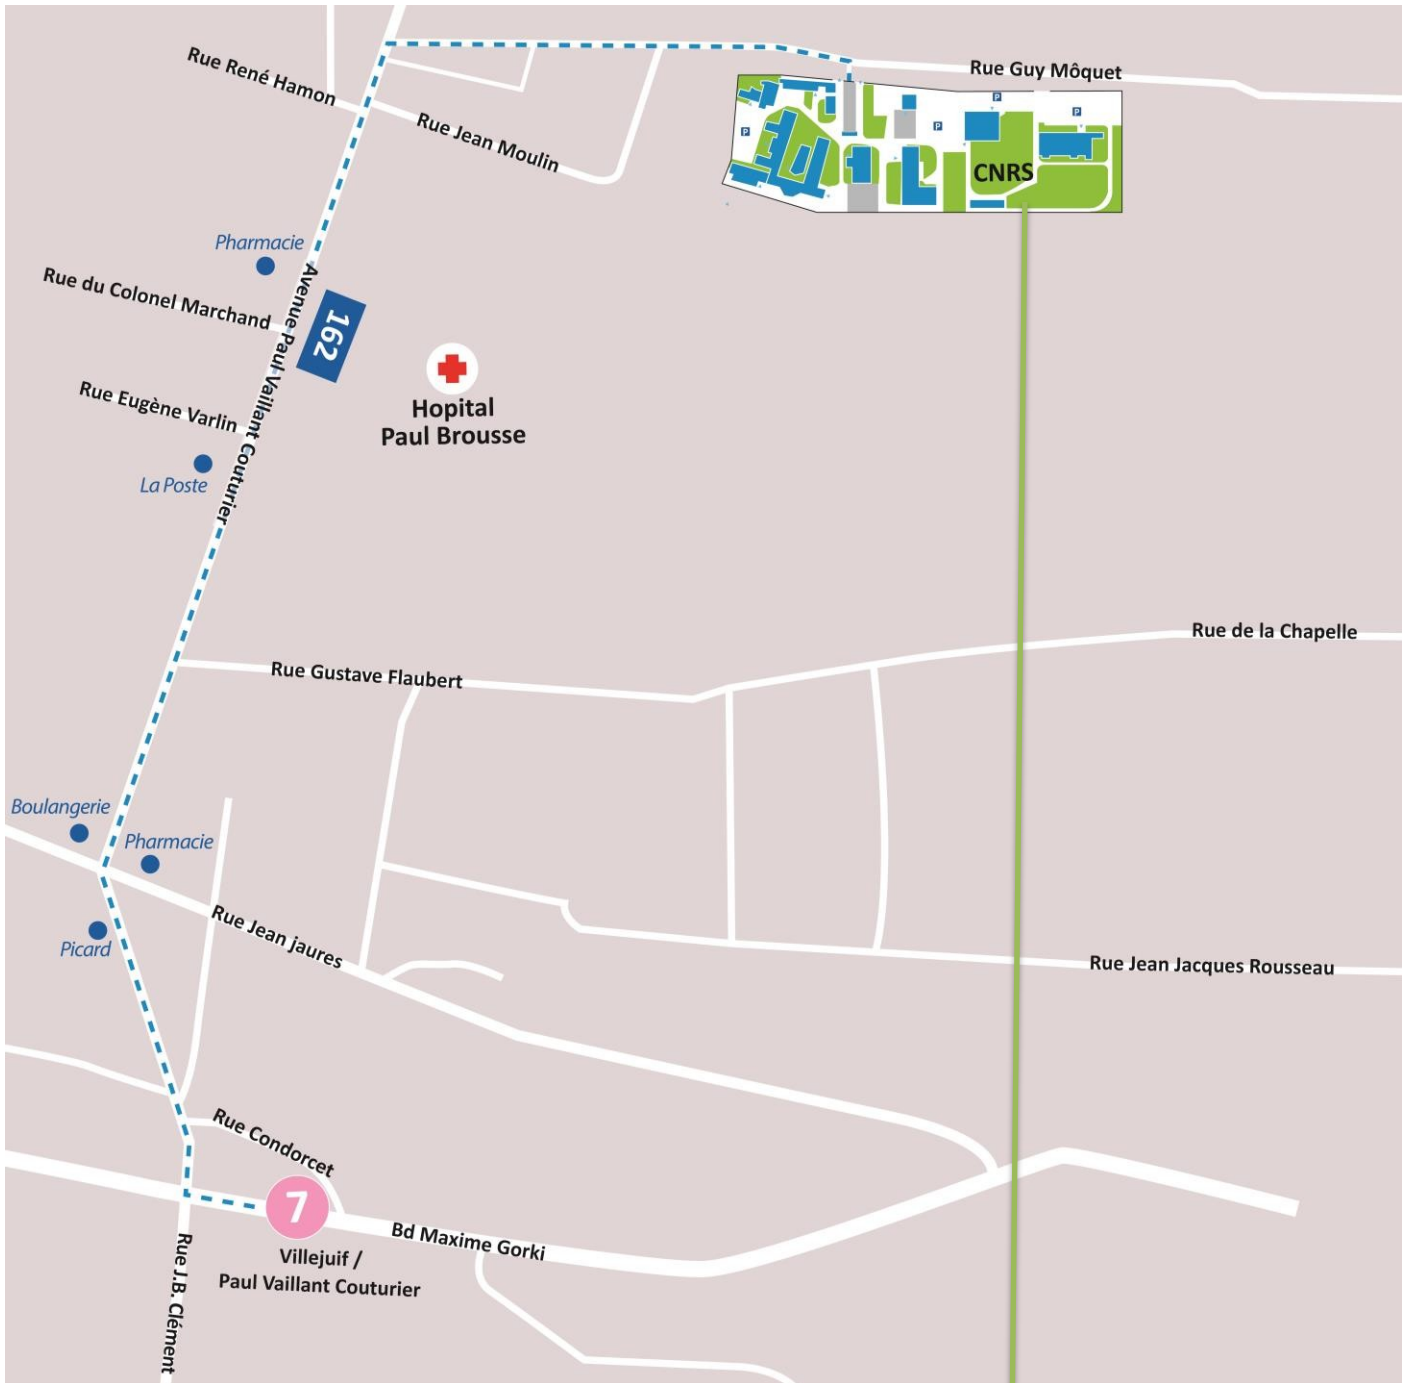 Rue René Hamon
Rue Guy Môquet
Rue Jean Moulin
P
P
P
P
CNRS
Pharmacie
Rue du Colonel Marchand
Avenue Paul Vaillant Couturier
162
Rue Eugène Varlin
Hopital
Paul Brousse
La Poste
Rue de la Chapelle
Rue Gustave Flaubert
Boulangerie
Pharmacie
Rue Jean jaures
Picard
Rue Jean Jacques Rousseau
Rue Condorcet
7
Bd Maxime Gorki
Villejuif /
Paul Vaillant Couturier
Rue J.B. Clément